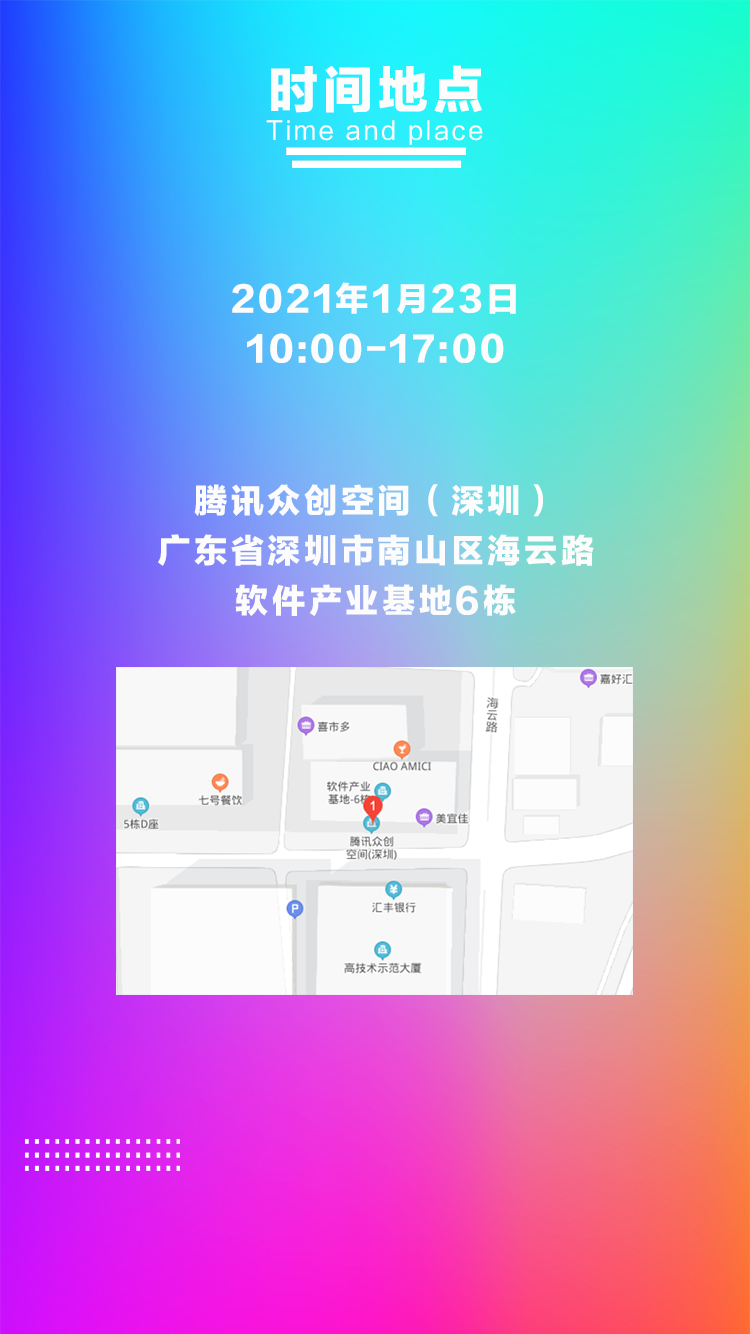 时间地点
Time and place
2021年1月23日
10:00-17:00
腾讯众创空间（深圳）
广东省深圳市南山区海云路
软件产业基地6栋
嘉好汇
海云路
喜市多
CIAO AMICI
软件产业
基地-6栋
1
七号餐饮
5栋D座
美宜佳
腾讯众创
空间(深圳)
¥
汇丰银行
P
高技术示范大厦